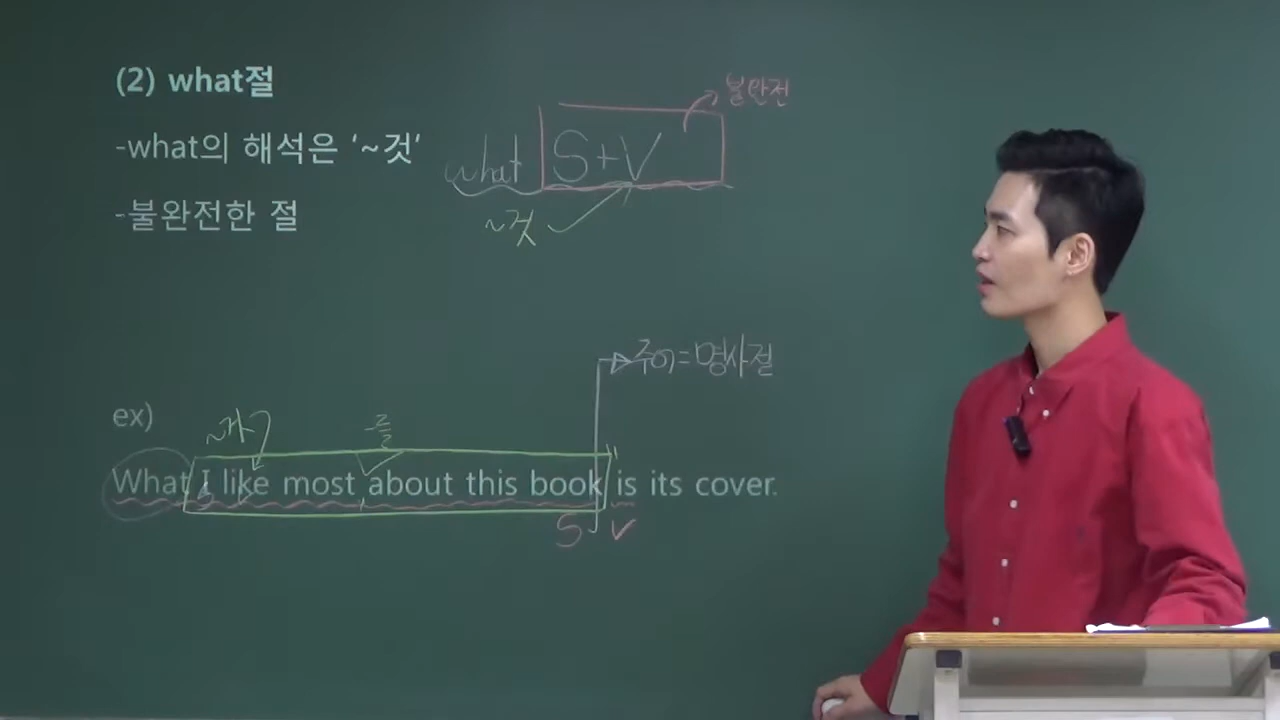 (2) what절
불완전
-what의 해석은 ‘~것’
what S+V
-불완전한 절
~것
주어=명사절
ex)
~가
-를
What I like most about this book is its cover.
S V